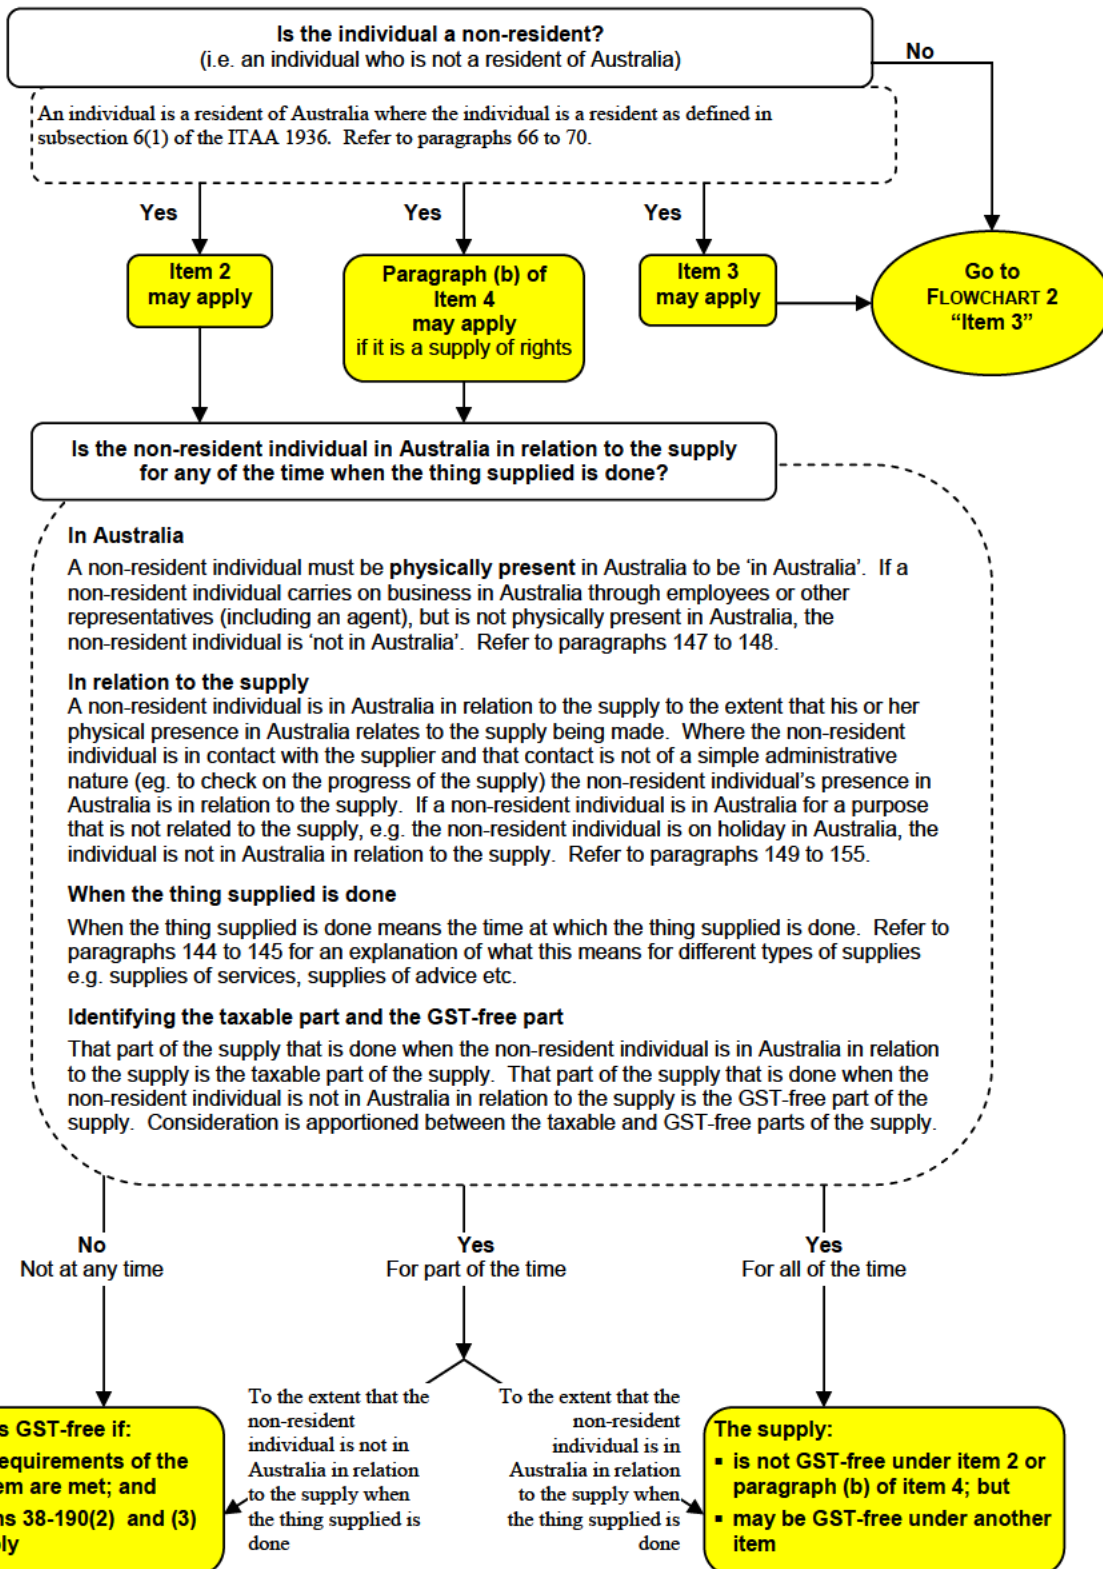 Is the individual a non-resident?
(i.e. an individual who is not a resident of Australia)
No
An individual is a resident of Australia where the individual is a resident as defined in
subsection 6(1) of the ITAA 1936.  Refer to paragraphs 66 to 70.
Yes
Yes
Yes
Item 2
may apply
Paragraph (b) of
Item 4
may apply
if it is a supply of rights
Item 3
may apply
Go to
FLOWCHART 2
“Item 3”
Is the non-resident individual in Australia in relation to the supply
for any of the time when the thing supplied is done?
In Australia
A non-resident individual must be physically present in Australia to be ‘in Australia’.  If a
non-resident individual carries on business in Australia through employees or other
representatives (including an agent), but is not physically present in Australia, the
non-resident individual is ‘not in Australia’.  Refer to paragraphs 147 to 148.
In relation to the supply
A non-resident individual is in Australia in relation to the supply to the extent that his or her
physical presence in Australia relates to the supply being made.  Where the non-resident
individual is in contact with the supplier and that contact is not of a simple administrative
nature (eg. to check on the progress of the supply) the non-resident individual’s presence in
Australia is in relation to the supply.  If a non-resident individual is in Australia for a purpose
that is not related to the supply, e.g. the non-resident individual is on holiday in Australia, the
individual is not in Australia in relation to the supply.  Refer to paragraphs 149 to 155.
When the thing supplied is done
When the thing supplied is done means the time at which the thing supplied is done.  Refer to
paragraphs 144 to 145 for an explanation of what this means for different types of supplies
e.g. supplies of services, supplies of advice etc.
Identifying the taxable part and the GST-free part
That part of the supply that is done when the non-resident individual is in Australia in relation
to the supply is the taxable part of the supply.  That part of the supply that is done when the
non-resident individual is not in Australia in relation to the supply is the GST-free part of the
supply.  Consideration is apportioned between the taxable and GST-free parts of the supply.
No
Not at any time
Yes
For part of the time
Yes
For all of the time
s GST-free if:
equirements of the
em are met; and
ns 38-190(2)  and (3)
ply
To the extent that the
non-resident
individual is not in
Australia in relation
to the supply when
the thing supplied is
done
To the extent that the
non-resident
individual is in
Australia in relation
to the supply when
the thing supplied is
done
The supply:
▪ is not GST-free under item 2 or
paragraph (b) of item 4; but
▪ may be GST-free under another
item